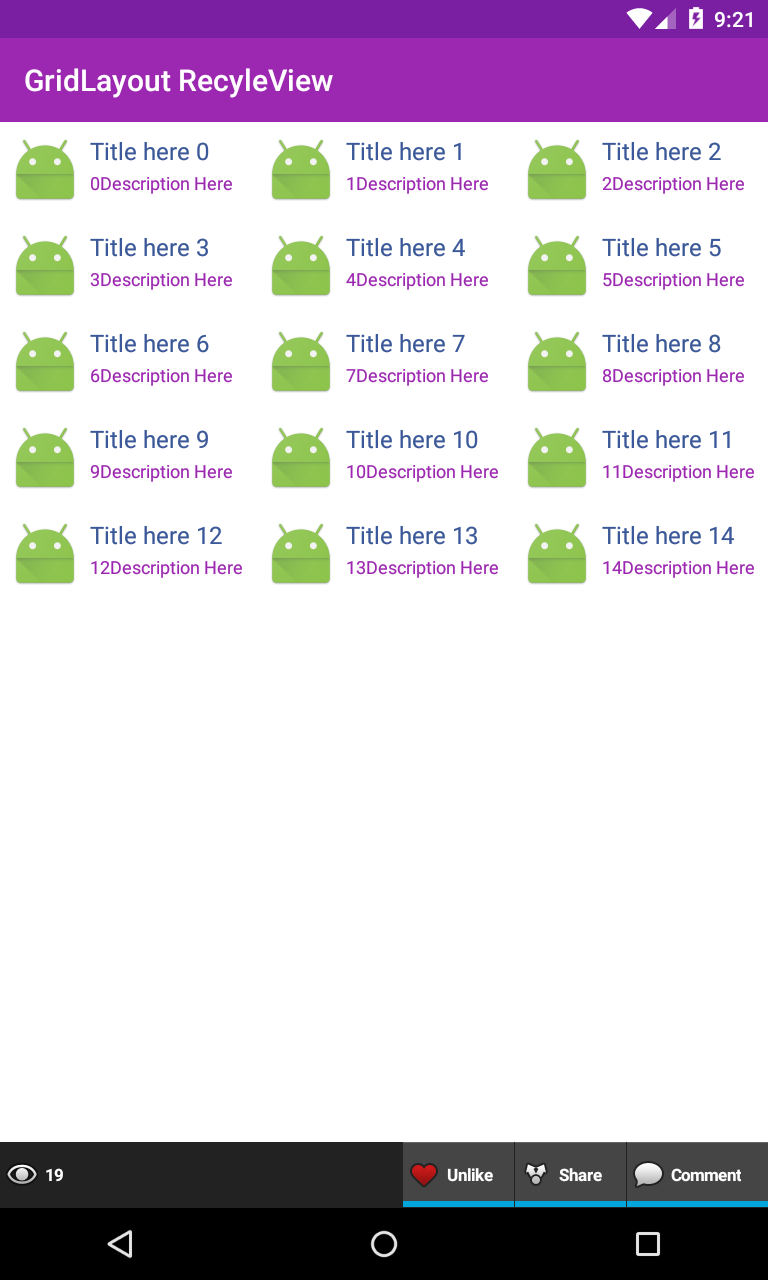 9:21
GridLayout RecyleView
Title here 0 Title here 1 Title here 2
0Description Here 1Description Here 2Description Here
Title here 3 Title here 4 Title here 5
3Description Here 4Description Here 5Description Here
Title here 6 Title here 7 Title here 8
6Description Here 7Description Here 8Description Here
Title here 9 Title here 10 Title here 11
9Description Here 10Description Here 11Description Here
Title here 12 Title here 13 Title here 14
12Description Here 13Description Here 14Description Here
19 Unlike Share Comment